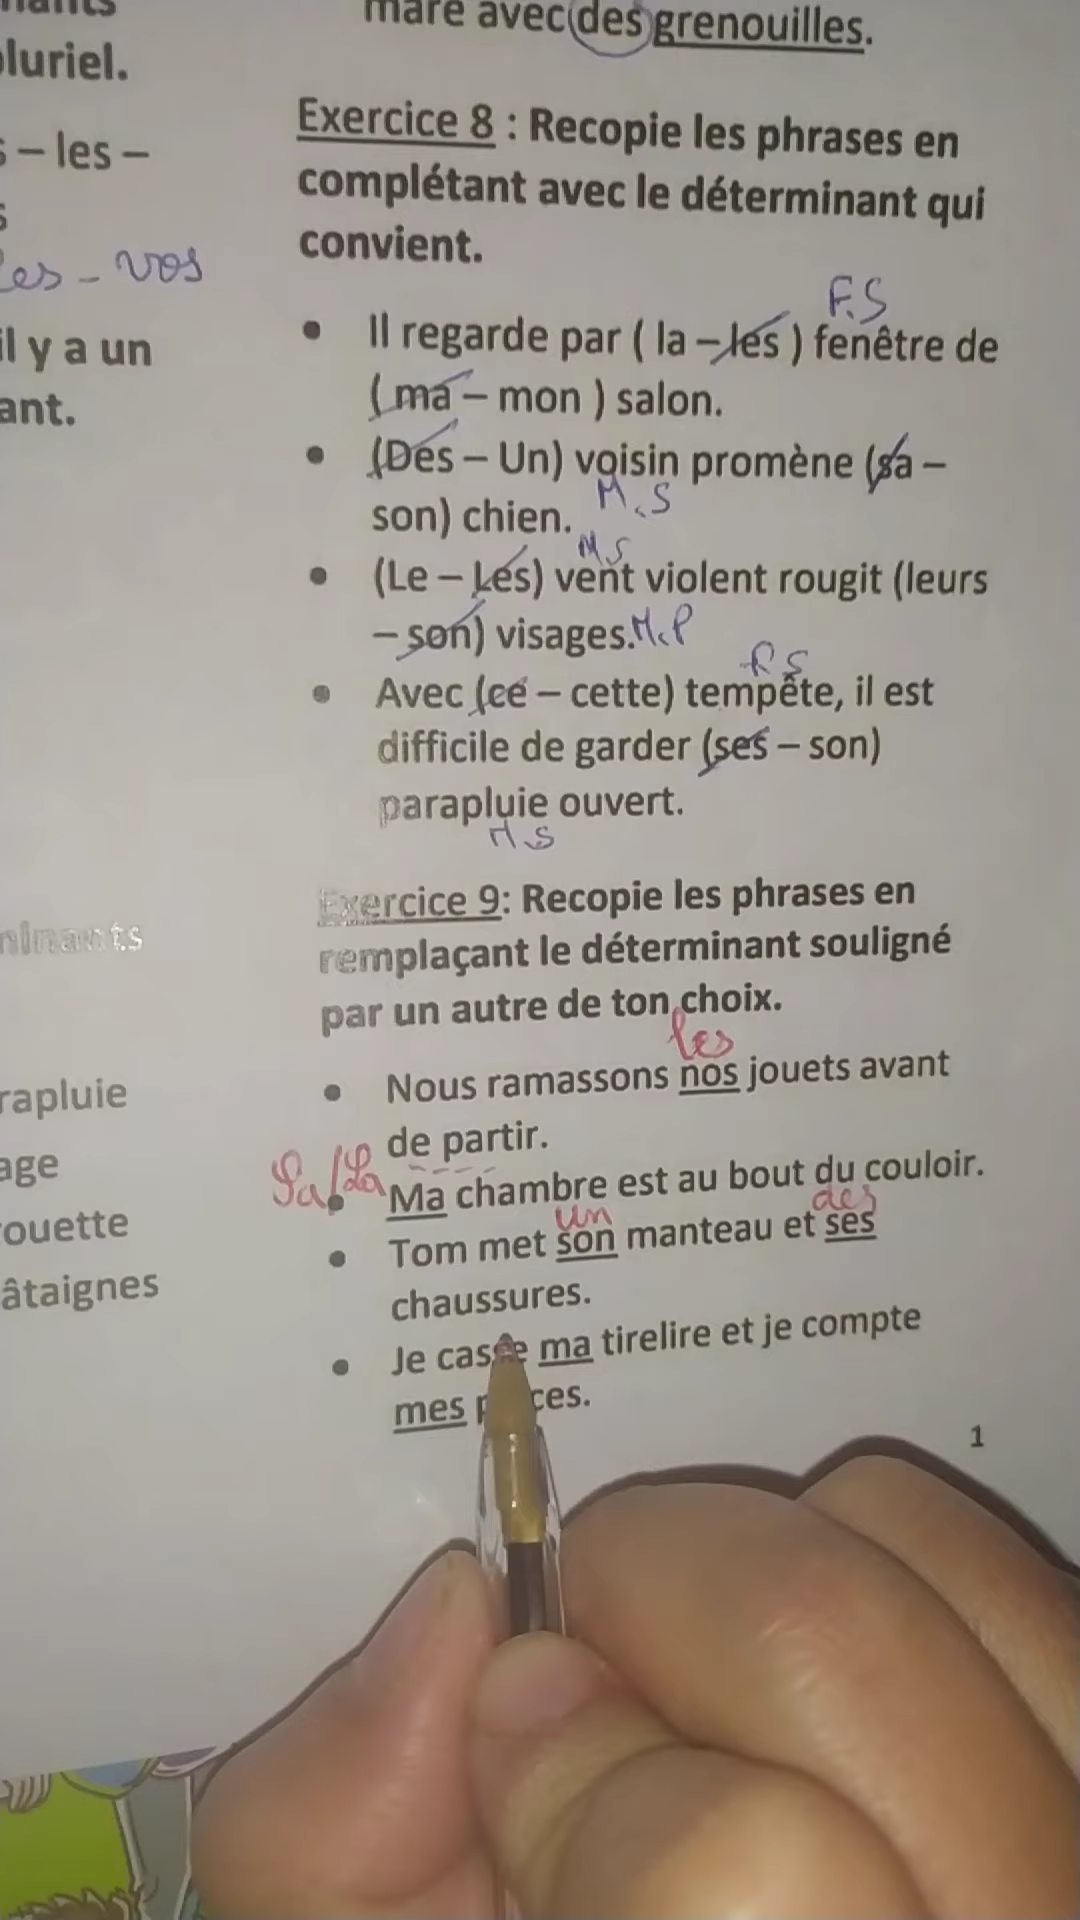 luriel.
– les –
es - vos
il y a un
ant.
rapluie
age
ouette
âtaignes
mare avec des grenouilles.
Exercice 8 : Recopie les phrases en
complétant avec le déterminant qui
convient.
F.S
• Il regarde par ( la – les ) fenêtre de
( ma – mon ) salon.
• (Des – Un) voisin promène (sa –
M.S
son) chien.
M S
• (Le – Les) vent violent rougit (leurs
– son) visages. M.P
F S
• Avec (ce – cette) tempête, il est
difficile de garder (ses – son)
parapluie ouvert.
M.S
Exercice 9: Recopie les phrases en
remplaçant le déterminant souligné
par un autre de ton choix.
les
• Nous ramassons nos jouets avant
de partir.
Sa/La
• Ma chambre est au bout du couloir.
un des
• Tom met son manteau et ses
chaussures.
• Je casse ma tirelire et je compte
mes
1